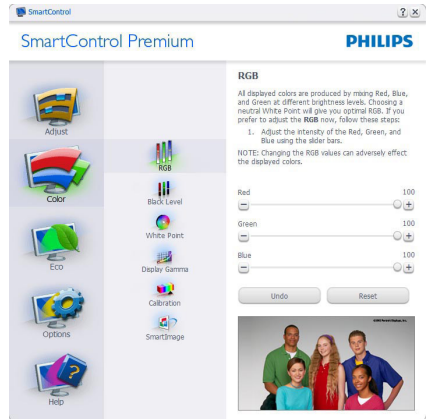 SmartControl
SmartControl Premium
PHILIPS
Adjust
Color
Eco
Options
Help
RGB
Black Level
White Point
Display Gamma
Calibration
SmartImage
RGB
All displayed colors are produced by mixing Red, Blue,
and Green at different brightness levels. Choosing a
neutral White Point will give you optimal RGB. If you
prefer to adjust the RGB now, follow these steps:
1. Adjust the intensity of the Red, Green, and
Blue using the slider bars.
NOTE: Changing the RGB values can adversely effect
the displayed colors.
Red 100
Green 100
Blue 100
Undo Reset